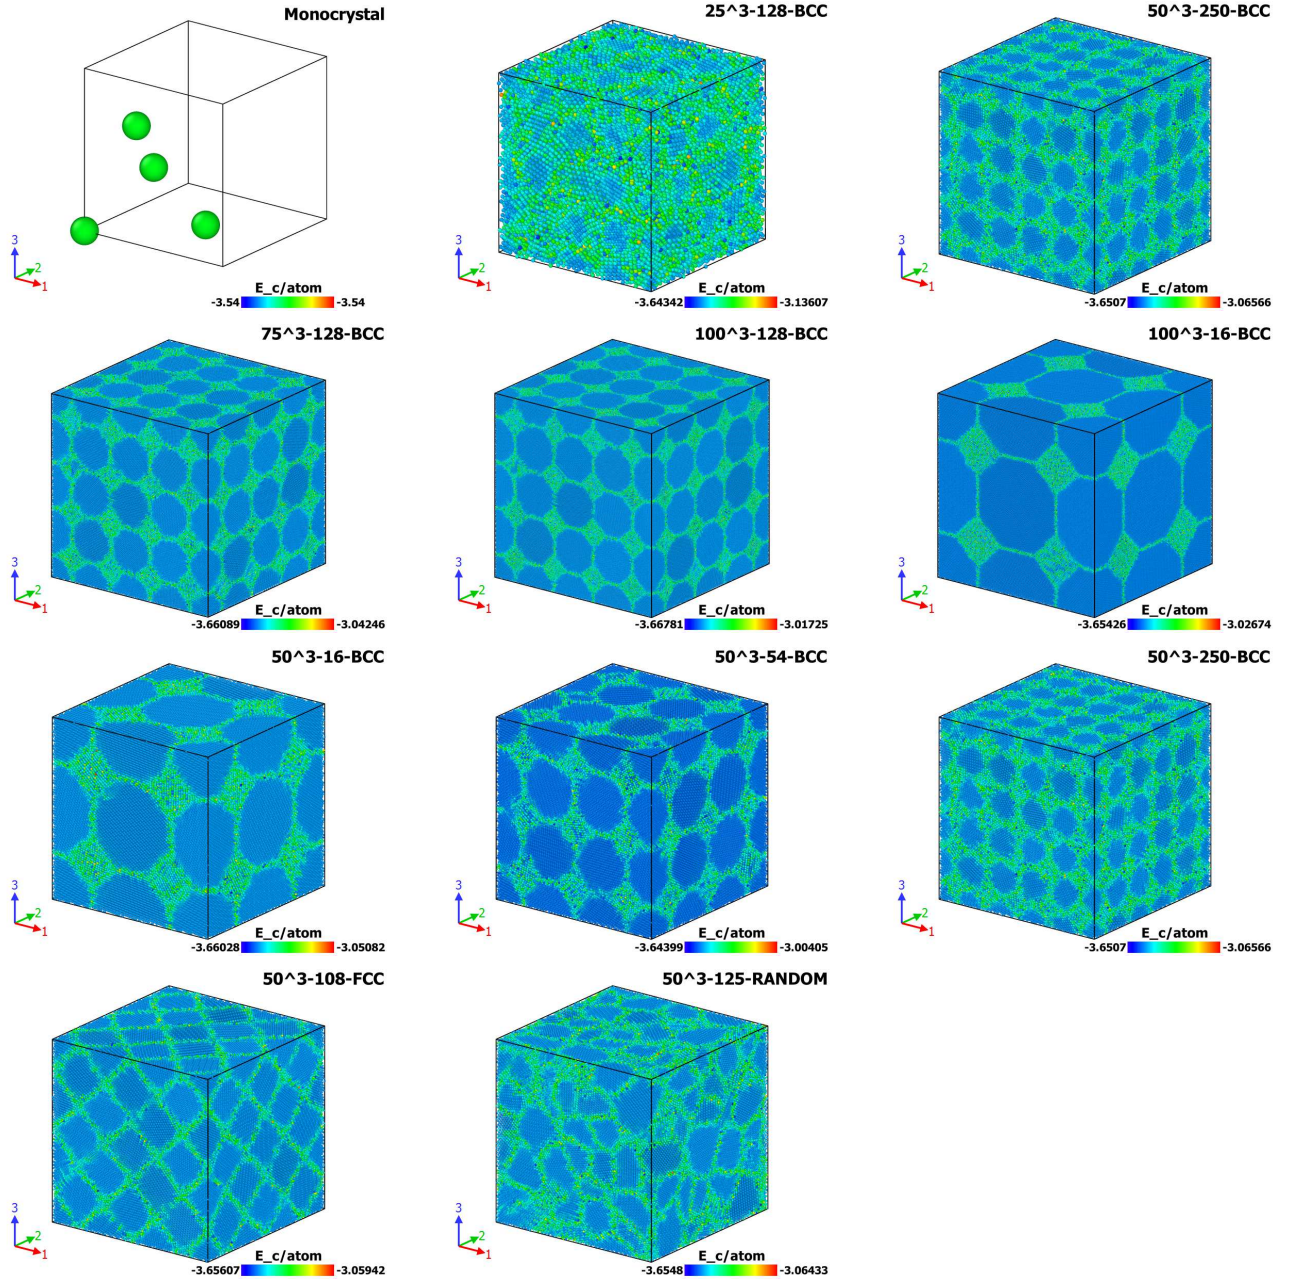 Monocrystal
3
2
1
E_c/atom
-3.54 -3.54
25^3-128-BCC
3
2
1
E_c/atom
-3.64342 -3.13607
50^3-250-BCC
3
2
1
E_c/atom
-3.6507 -3.06566
75^3-128-BCC
3
2
1
E_c/atom
-3.66089 -3.04246
100^3-128-BCC
3
2
1
E_c/atom
-3.66781 -3.01725
100^3-16-BCC
3
2
1
E_c/atom
-3.65426 -3.02674
50^3-16-BCC
3
2
1
E_c/atom
-3.66028 -3.05082
50^3-54-BCC
3
2
1
E_c/atom
-3.64399 -3.00405
50^3-250-BCC
3
2
1
E_c/atom
-3.6507 -3.06566
50^3-108-FCC
3
2
1
E_c/atom
-3.65607 -3.05942
50^3-125-RANDOM
3
2
1
E_c/atom
-3.6548 -3.06433